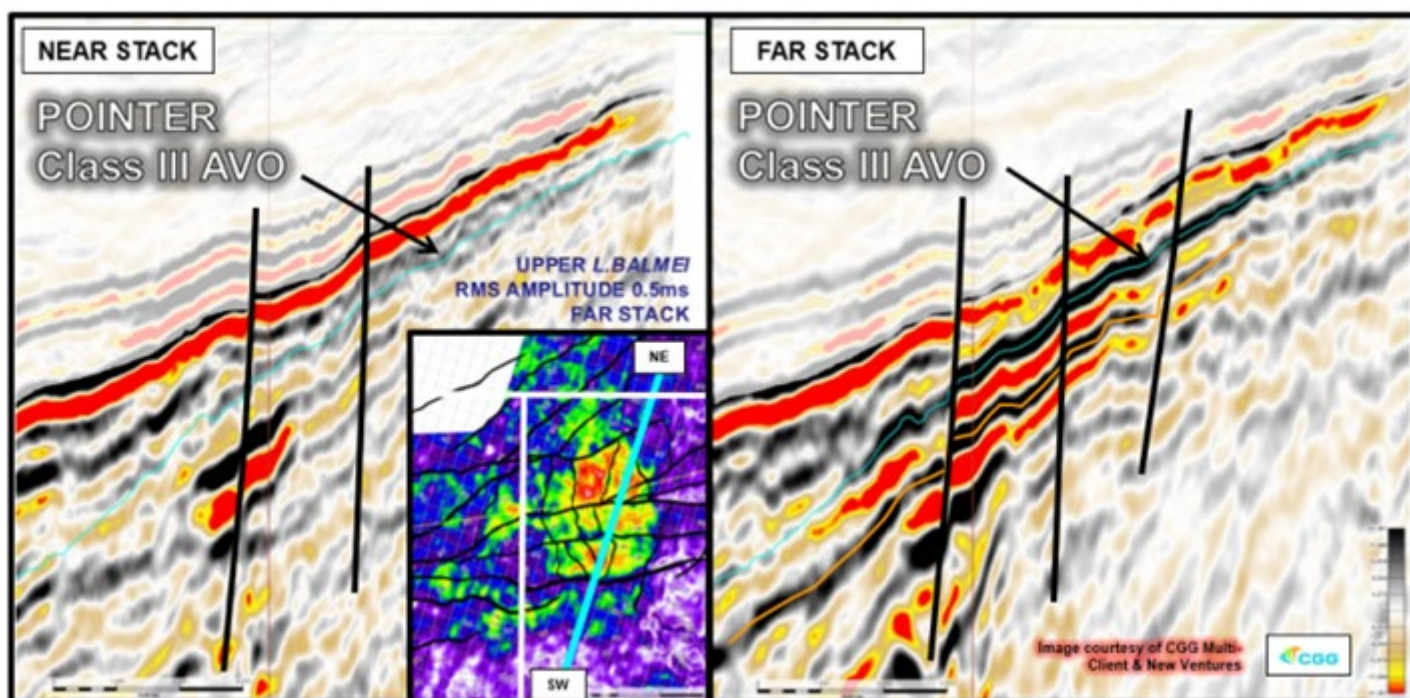 NEAR STACK
POINTER
Class III AVO
UPPER L.BALMEI
RMS AMPLITUDE 0.5ms
FAR STACK
NE
SW
FAR STACK
POINTER
Class III AVO
Image courtesy of CGG Multi-
Client & New Ventures
CGG